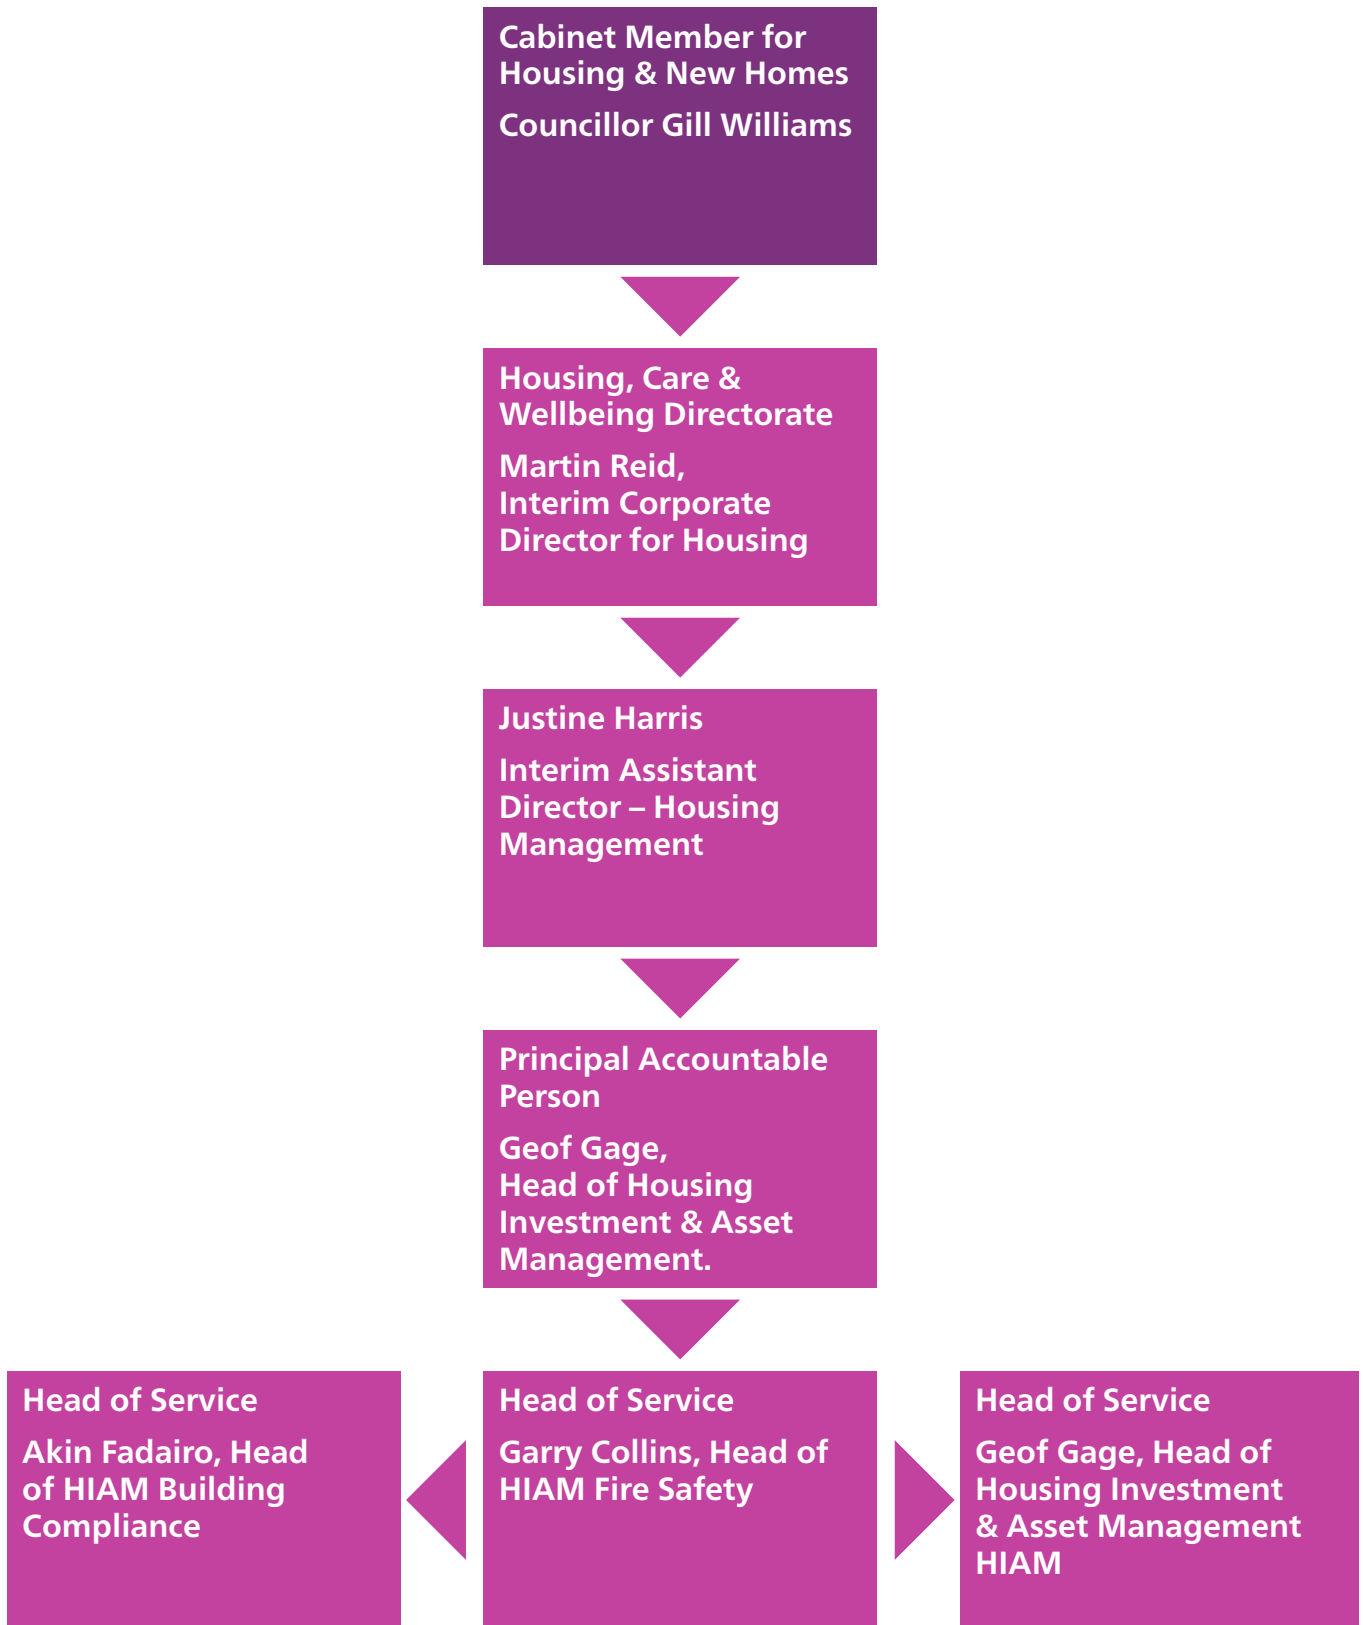 Cabinet Member for
Housing & New Homes
Councillor Gill Williams
Housing, Care &
Wellbeing Directorate
Martin Reid,
Interim Corporate
Director for Housing
Justine Harris
Interim Assistant
Director – Housing
Management
Principal Accountable
Person
Geof Gage,
Head of Housing
Investment & Asset
Management.
Head of Service
Akin Fadairo, Head
of HIAM Building
Compliance
Head of Service
Garry Collins, Head of
HIAM Fire Safety
Head of Service
Geof Gage, Head of
Housing Investment
& Asset Management
HIAM